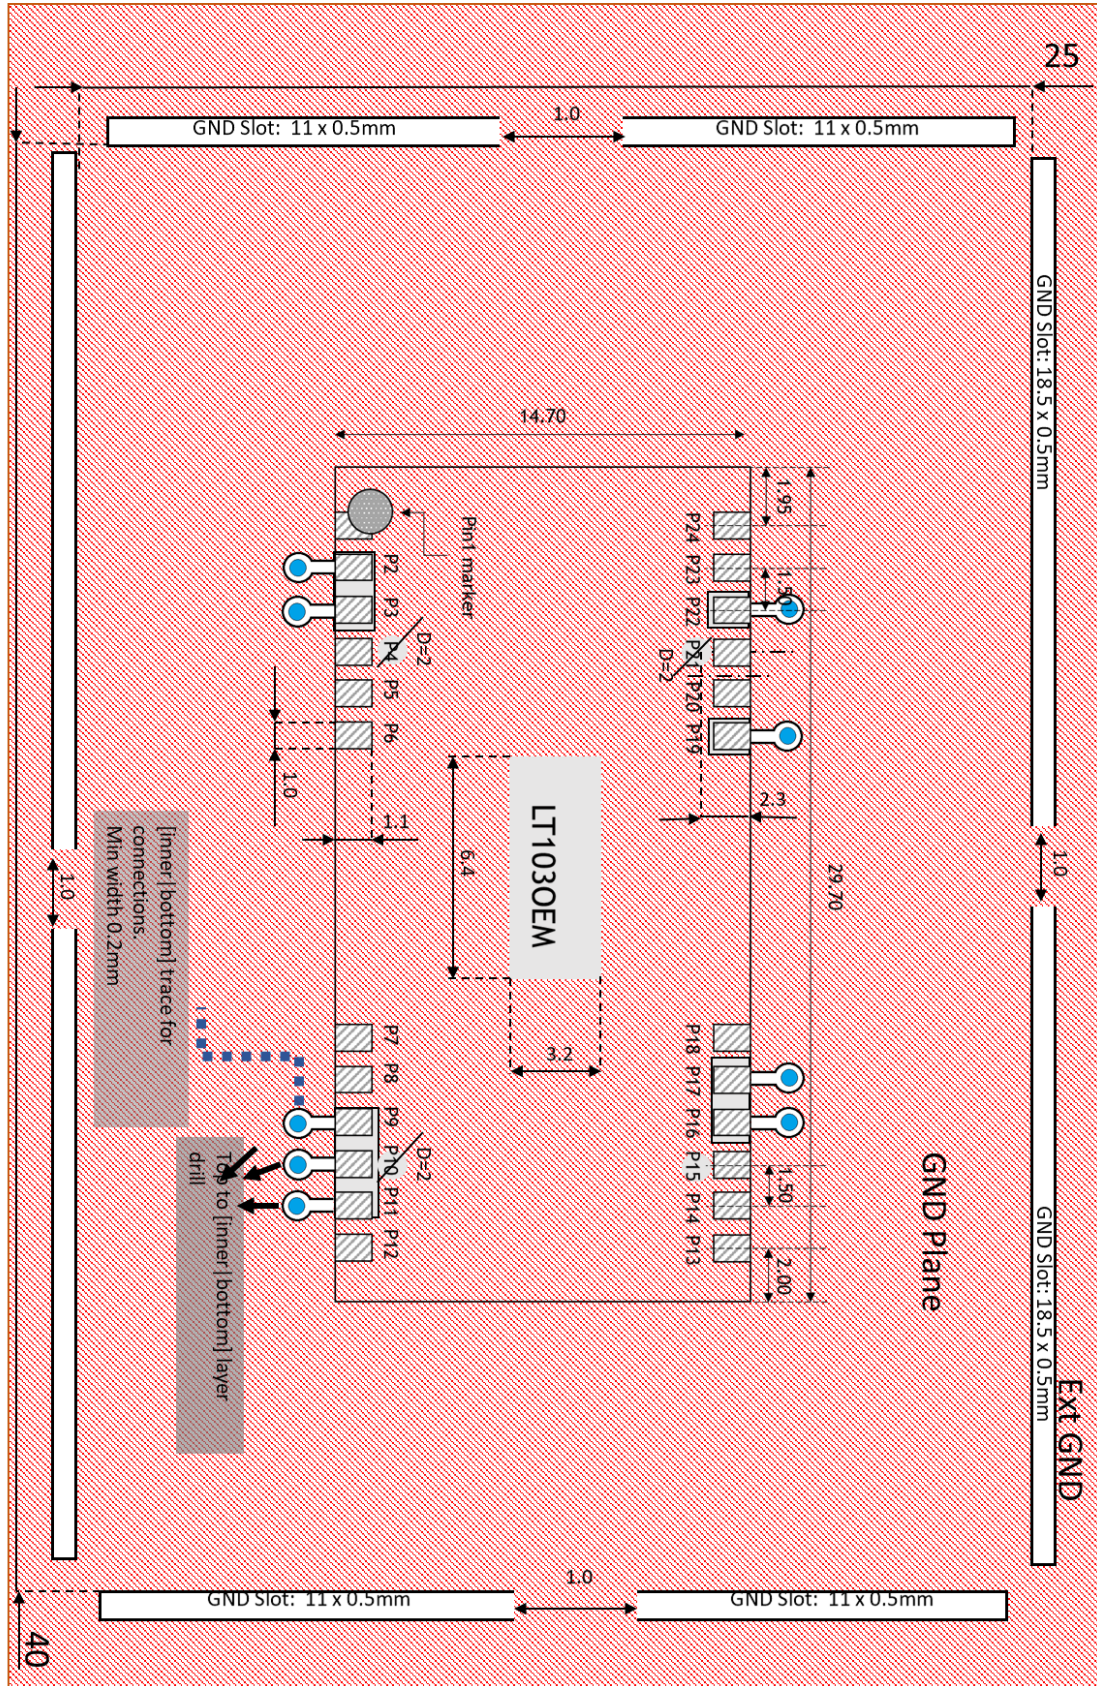 25
1.0
GND Slot: 11 x 0.5mm
GND Slot: 11 x 0.5mm
GND Slot: 18.5 x 0.5mm
14.70
1.95
Pin1 marker
P24
P2
P23
1.50
P3
P22
D=2
P4
P21
D=2
P5
P20
P6
P19
1.0
1.1
2.3
6.4
LT103OEM
29.70
1.0
1.0
[inner|bottom] trace for
connections.
Min width 0.2mm
3.2
P7
P18
P8
P17
P9
P16
P10
D=2
P15
1.50
P11
P14
P12
P13
2.00
Top to [inner|bottom] layer
drill
GND Plane
GND Slot: 18.5 x 0.5mm
Ext GND
1.0
GND Slot: 11 x 0.5mm
GND Slot: 11 x 0.5mm
40